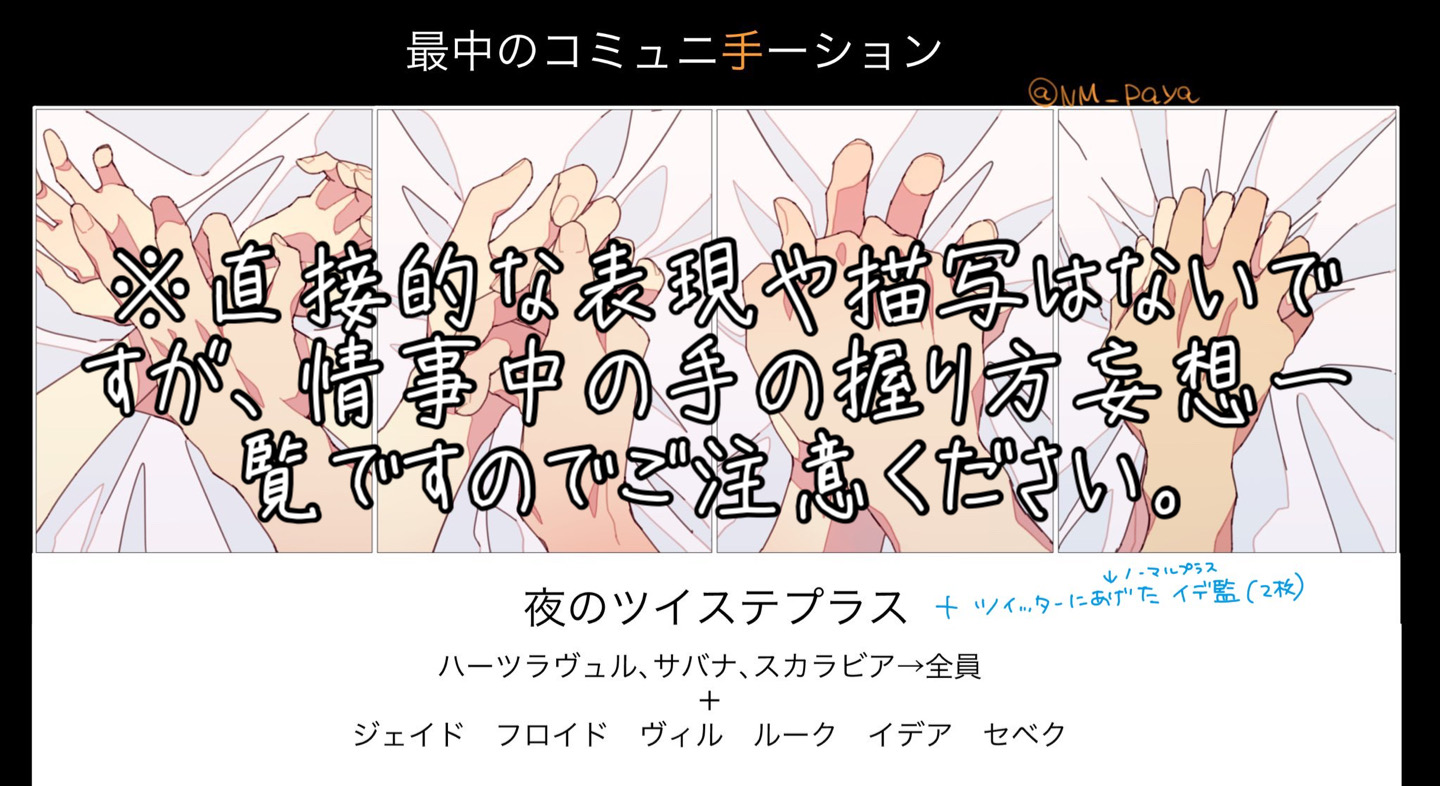 最中のコミュニ手ーション
@NM_paya
※直接的な表現や描写はないで
すが、情事中の手の握り方妄想一
覧ですのでご注意ください。
↓ノーマルプラス
夜のツイステプラス + ツイッターにあげた イデ監(2枚)
ハーツラヴュル、サバナ、スカラビア→全員
+
ジェイド フロイド ヴィル ルーク イデア セベク